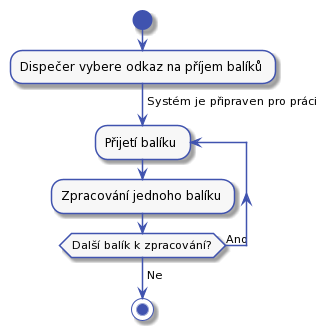 Dispečer vybere odkaz na příjem balíků
Systém je připraven pro práci
Přijetí balíku
Zpracování jednoho balíku
Další balík k zpracování?
Ano
Ne